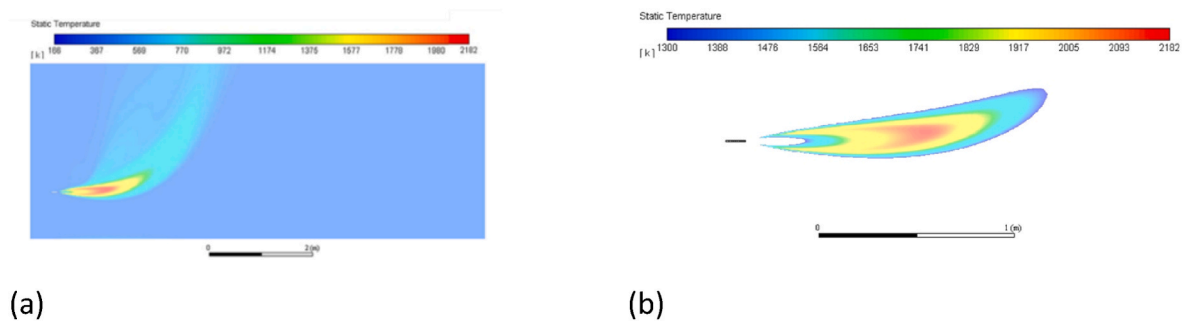 Static Temperature
[k] 166 367 568 770 972 1174 1375 1577 1778 1980 2182
0 2 (m)
(a)
Static Temperature
[k] 1300 1388 1476 1564 1653 1741 1829 1917 2005 2093 2182
0 1 (m)
(b)